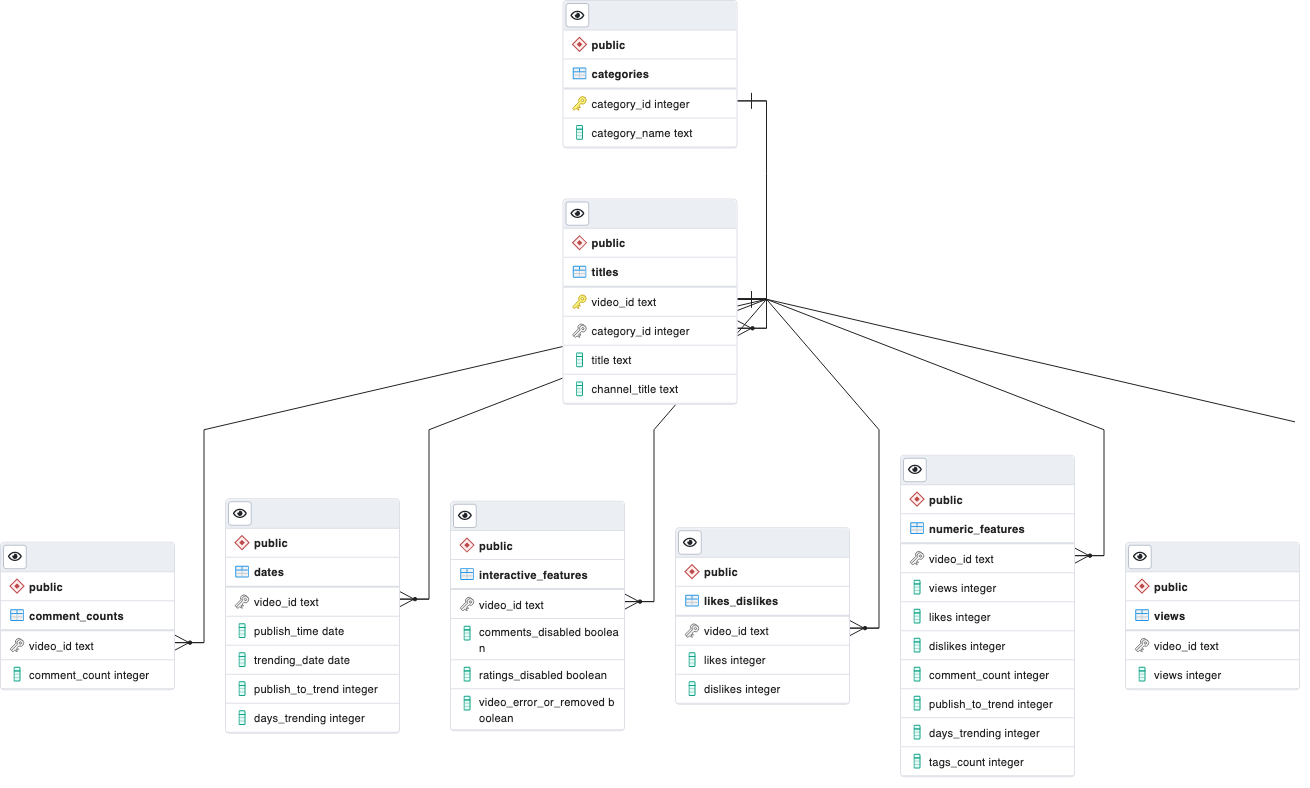 public
categories
category_id integer
category_name text
public
titles
video_id text
category_id integer
title text
channel_title text
public
comment_counts
video_id text
comment_count integer
public
dates
video_id text
publish_time date
trending_date date
publish_to_trend integer
days_trending integer
public
interactive_features
video_id text
comments_disabled boolea
n
ratings_disabled boolean
video_error_or_removed b
oolean
public
likes_dislikes
video_id text
likes integer
dislikes integer
public
numeric_features
video_id text
views integer
likes integer
dislikes integer
comment_count integer
publish_to_trend integer
days_trending integer
tags_count integer
public
views
video_id text
views integer